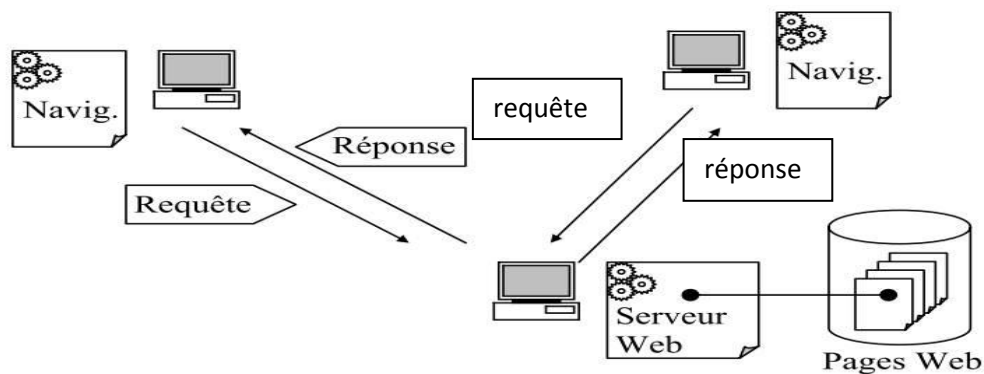 Navig.
Navig.
requête
Réponse
réponse
Requête
Serveur
Web
Pages Web